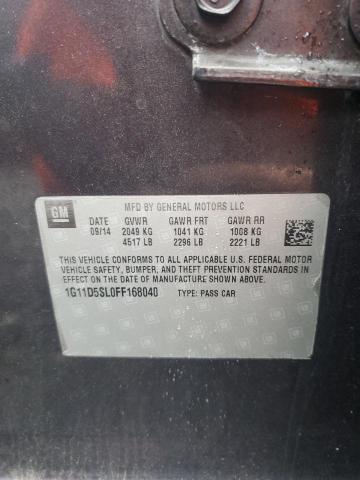 GM
MFD BY GENERAL MOTORS LLC
DATE GVWR GAWR FRT GAWR RR
09/14 2049 KG 1041 KG 1008 KG
4517 LB 2296 LB 2221 LB
THIS VEHICLE CONFORMS TO ALL APPLICABLE U.S. FEDERAL MOTOR
VEHICLE SAFETY, BUMPER, AND THEFT PREVENTION STANDARDS IN
EFFECT ON THE DATE OF MANUFACTURE SHOWN ABOVE.
1G11D5SL0FF168040 TYPE: PASS CAR